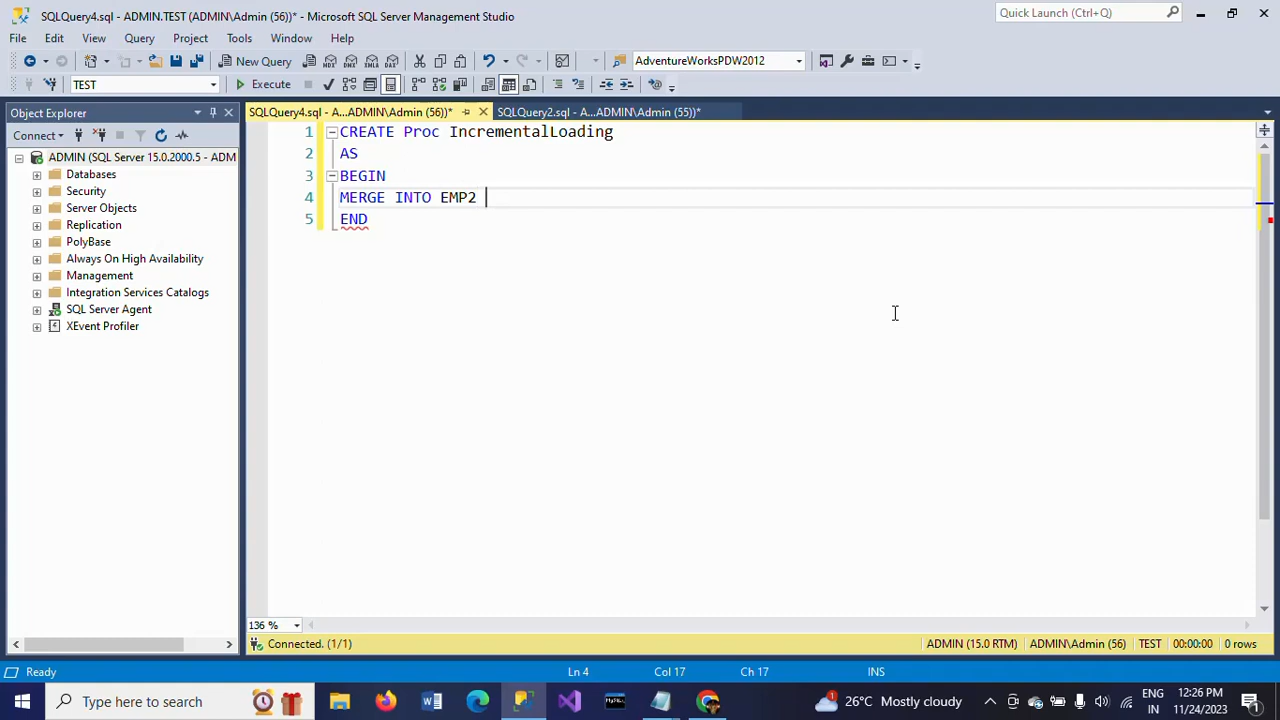 SQLQuery4.sql - ADMIN.TEST (ADMIN\Admin (56))* - Microsoft SQL Server Management Studio
Quick Launch (Ctrl+Q)
File Edit View Query Project Tools Window Help
New Query
MDX DMX XMLA DAX
AdventureWorksPDW2012
TEST
Execute
Object Explorer
SQLQuery4.sql - A...ADMIN\Admin (56))*
SQLQuery2.sql - A...ADMIN\Admin (55))*
Connect
ADMIN (SQL Server 15.0.2000.5 - ADM
Databases
Security
Server Objects
Replication
PolyBase
Always On High Availability
Management
Integration Services Catalogs
SQL Server Agent
XEvent Profiler
1 CREATE Proc IncrementalLoading
2 AS
3 BEGIN
4 MERGE INTO EMP2
5 END
136 %
Connected. (1/1)
ADMIN (15.0 RTM) ADMIN\Admin (56) TEST 00:00:00 0 rows
Ready
Ln 4 Col 17 Ch 17 INS
Type here to search
26°C Mostly cloudy
ENG
IN
12:26 PM
11/24/2023
1